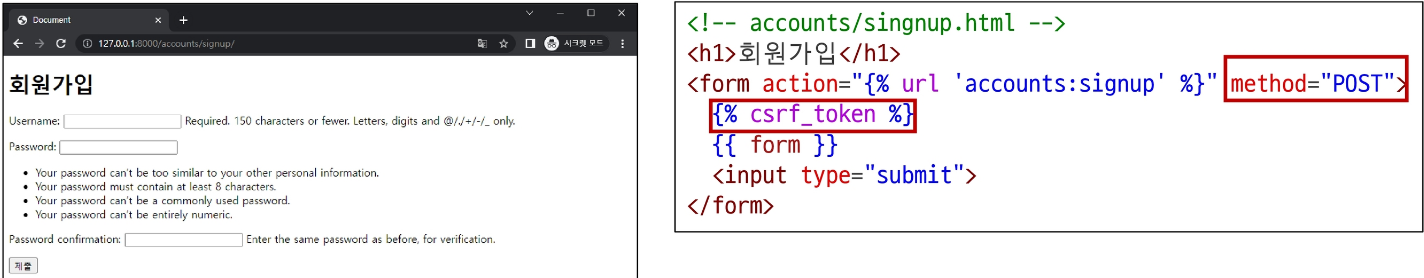 Document
127.0.0.1:8000/accounts/signup/
시크릿 모드
회원가입
Username: Required. 150 characters or fewer. Letters, digits and @/./+/-/_ only.
Password:
Your password can't be too similar to your other personal information.
Your password must contain at least 8 characters.
Your password can't be a commonly used password.
Your password can't be entirely numeric.
Password confirmation: Enter the same password as before, for verification.
제출
<!-- accounts/singnup.html -->
<h1>회원가입</h1>
<form action="{% url 'accounts:signup' %}" method="POST">
{% csrf_token %}
{{ form }}
<input type="submit">
</form>